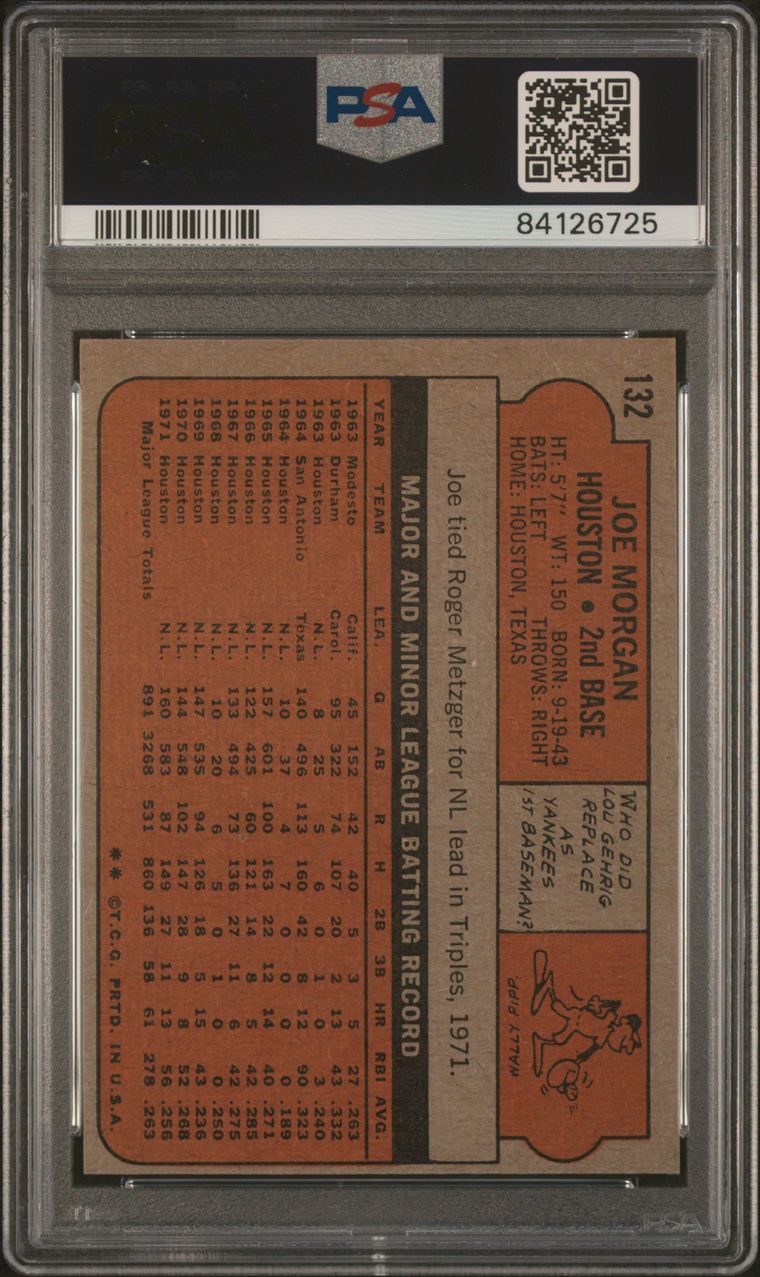 PSA
84126725
132
JOE MORGAN
HOUSTON • 2nd BASE
HT: 5'7" WT: 150 BORN: 9-19-43
BATS: LEFT THROWS: RIGHT
HOME: HOUSTON, TEXAS
WHO DID
LOU GEHRIG
REPLACE
AS
YANKEES
1ST BASEMAN?
WALLY PIPP
Joe tied Roger Metzger for NL lead in Triples, 1971.
MAJOR AND MINOR LEAGUE BATTING RECORD
YEAR TEAM LEA. G AB R H 2B 3B HR RBI AVG.
1963 Modesto Calif. 45 152 42 40 5 3 5 27 .263
1963 Durham Carol. 95 322 74 107 20 2 13 43 .332
1963 Houston N.L. 8 25 5 6 0 1 0 3 .240
1964 San Antonio Texas 140 496 113 160 42 8 12 90 .323
1964 Houston N.L. 10 37 4 7 0 0 0 0 .189
1965 Houston N.L. 157 601 100 163 22 12 14 40 .271
1966 Houston N.L. 122 425 60 121 14 8 5 42 .285
1967 Houston N.L. 133 494 73 136 27 11 6 42 .275
1968 Houston N.L. 10 20 6 5 0 1 0 0 .250
1969 Houston N.L. 147 535 94 126 18 5 15 43 .236
1970 Houston N.L. 144 548 102 147 28 9 8 52 .268
1971 Houston N.L. 160 583 87 149 27 11 13 56 .256
Major League Totals 891 3268 531 860 136 58 61 278 .263
** ©T.C.G. PRTD. IN U.S.A.
PSA